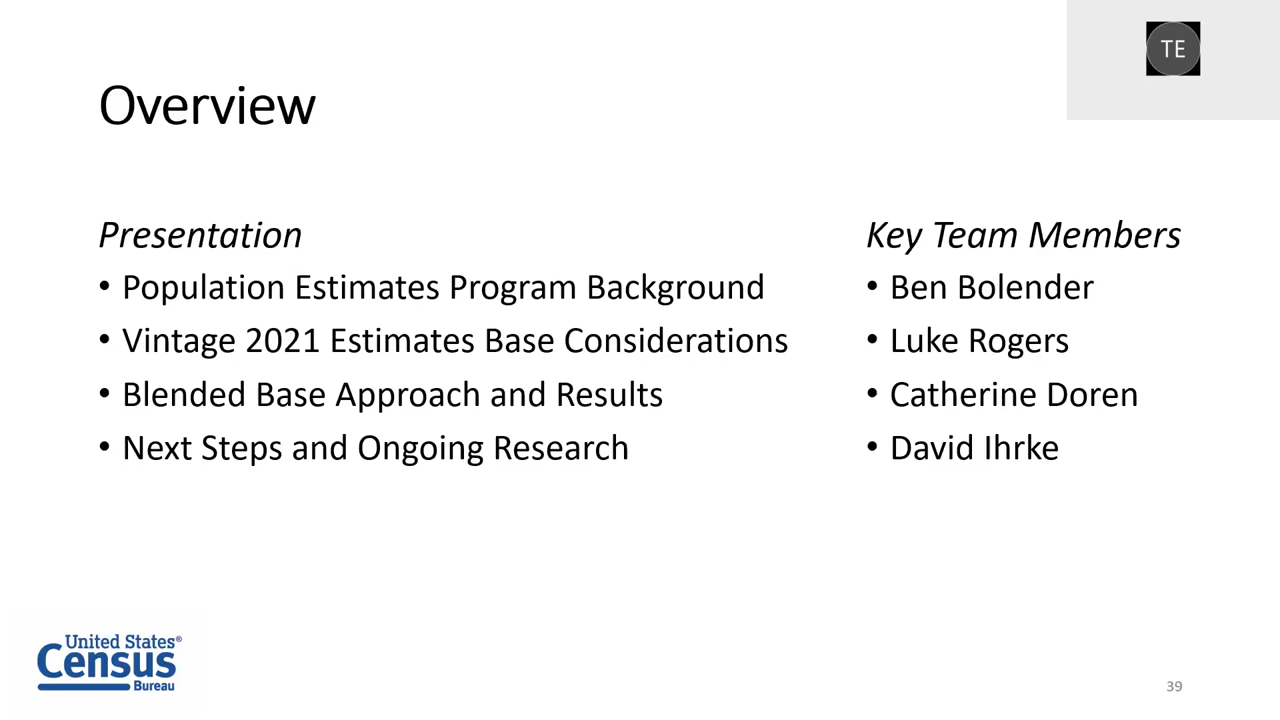 TE
Overview
Presentation
• Population Estimates Program Background
• Vintage 2021 Estimates Base Considerations
• Blended Base Approach and Results
• Next Steps and Ongoing Research
Key Team Members
• Ben Bolender
• Luke Rogers
• Catherine Doren
• David Ihrke
United States®
Census
Bureau
39